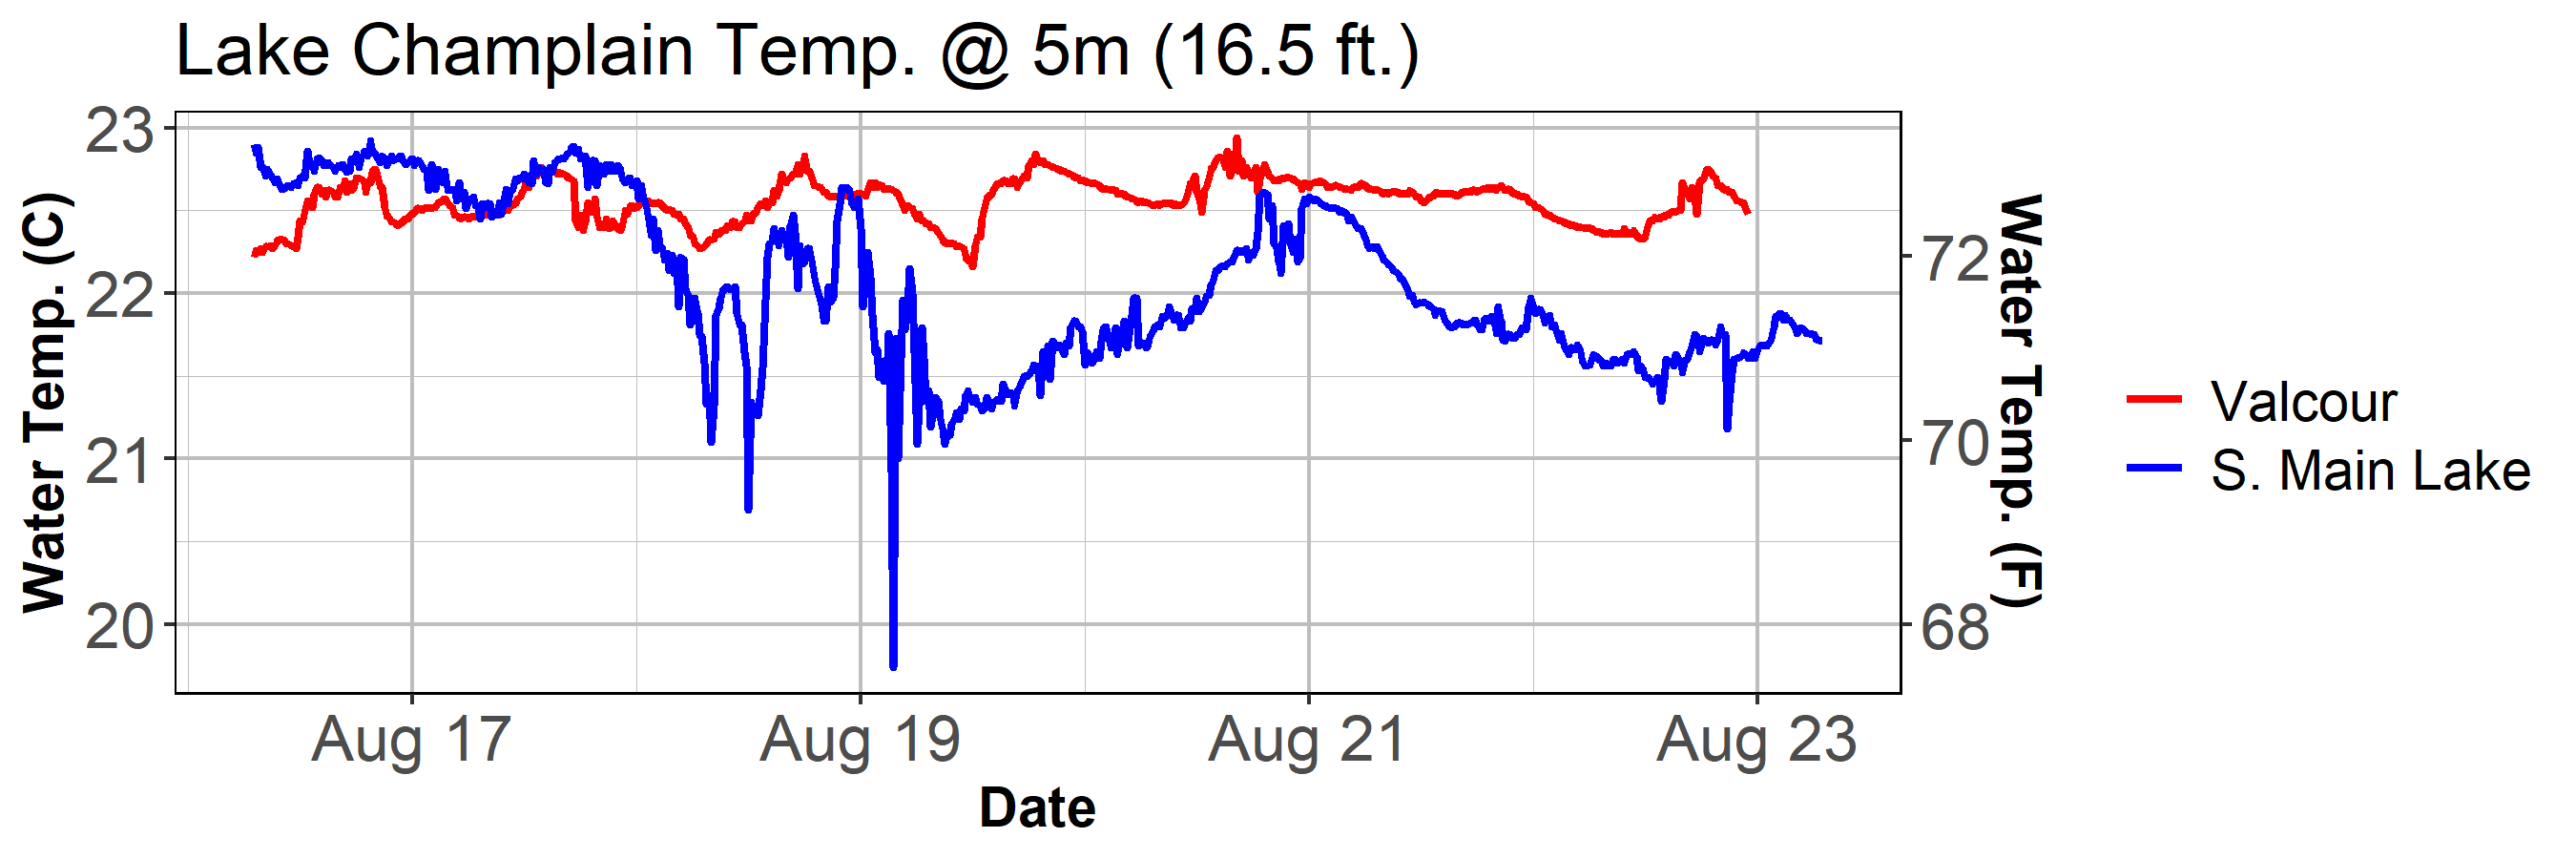 Lake Champlain Temp. @ 5m (16.5 ft.)
Water Temp. (C)
23
22
21
20
72
70
68
Water Temp. (F)
Aug 17
Aug 19
Aug 21
Aug 23
Date
Valcour
S. Main Lake